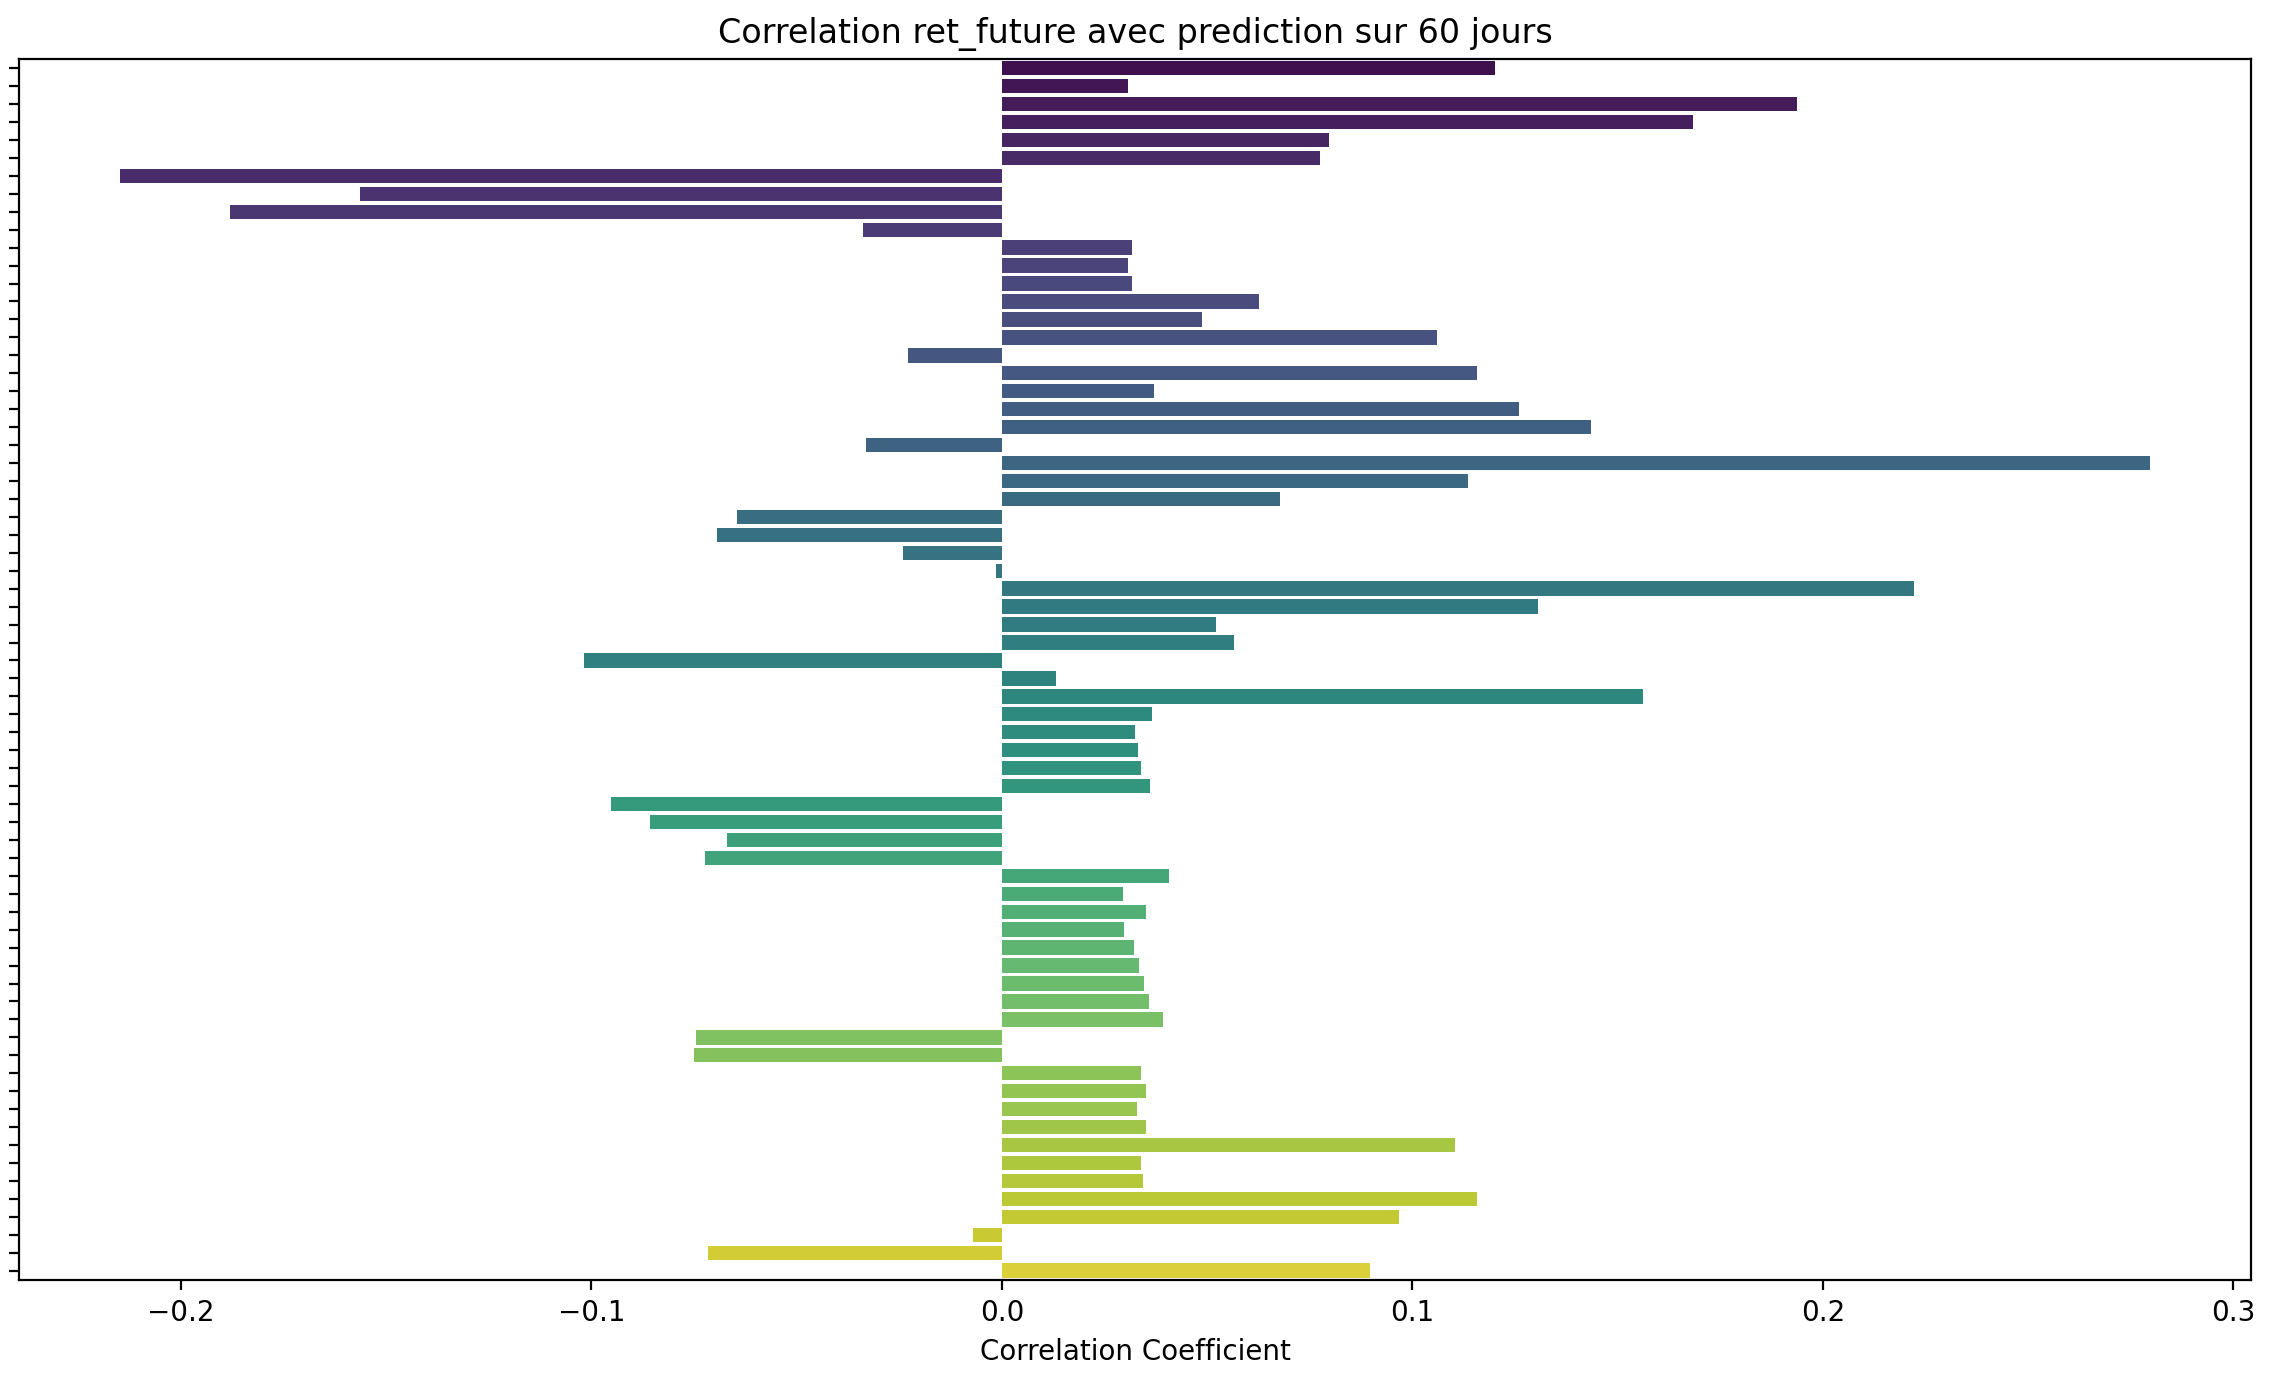 Correlation ret_future avec prediction sur 60 jours
−0.2 −0.1 0.0 0.1 0.2 0.3
Correlation Coefficient